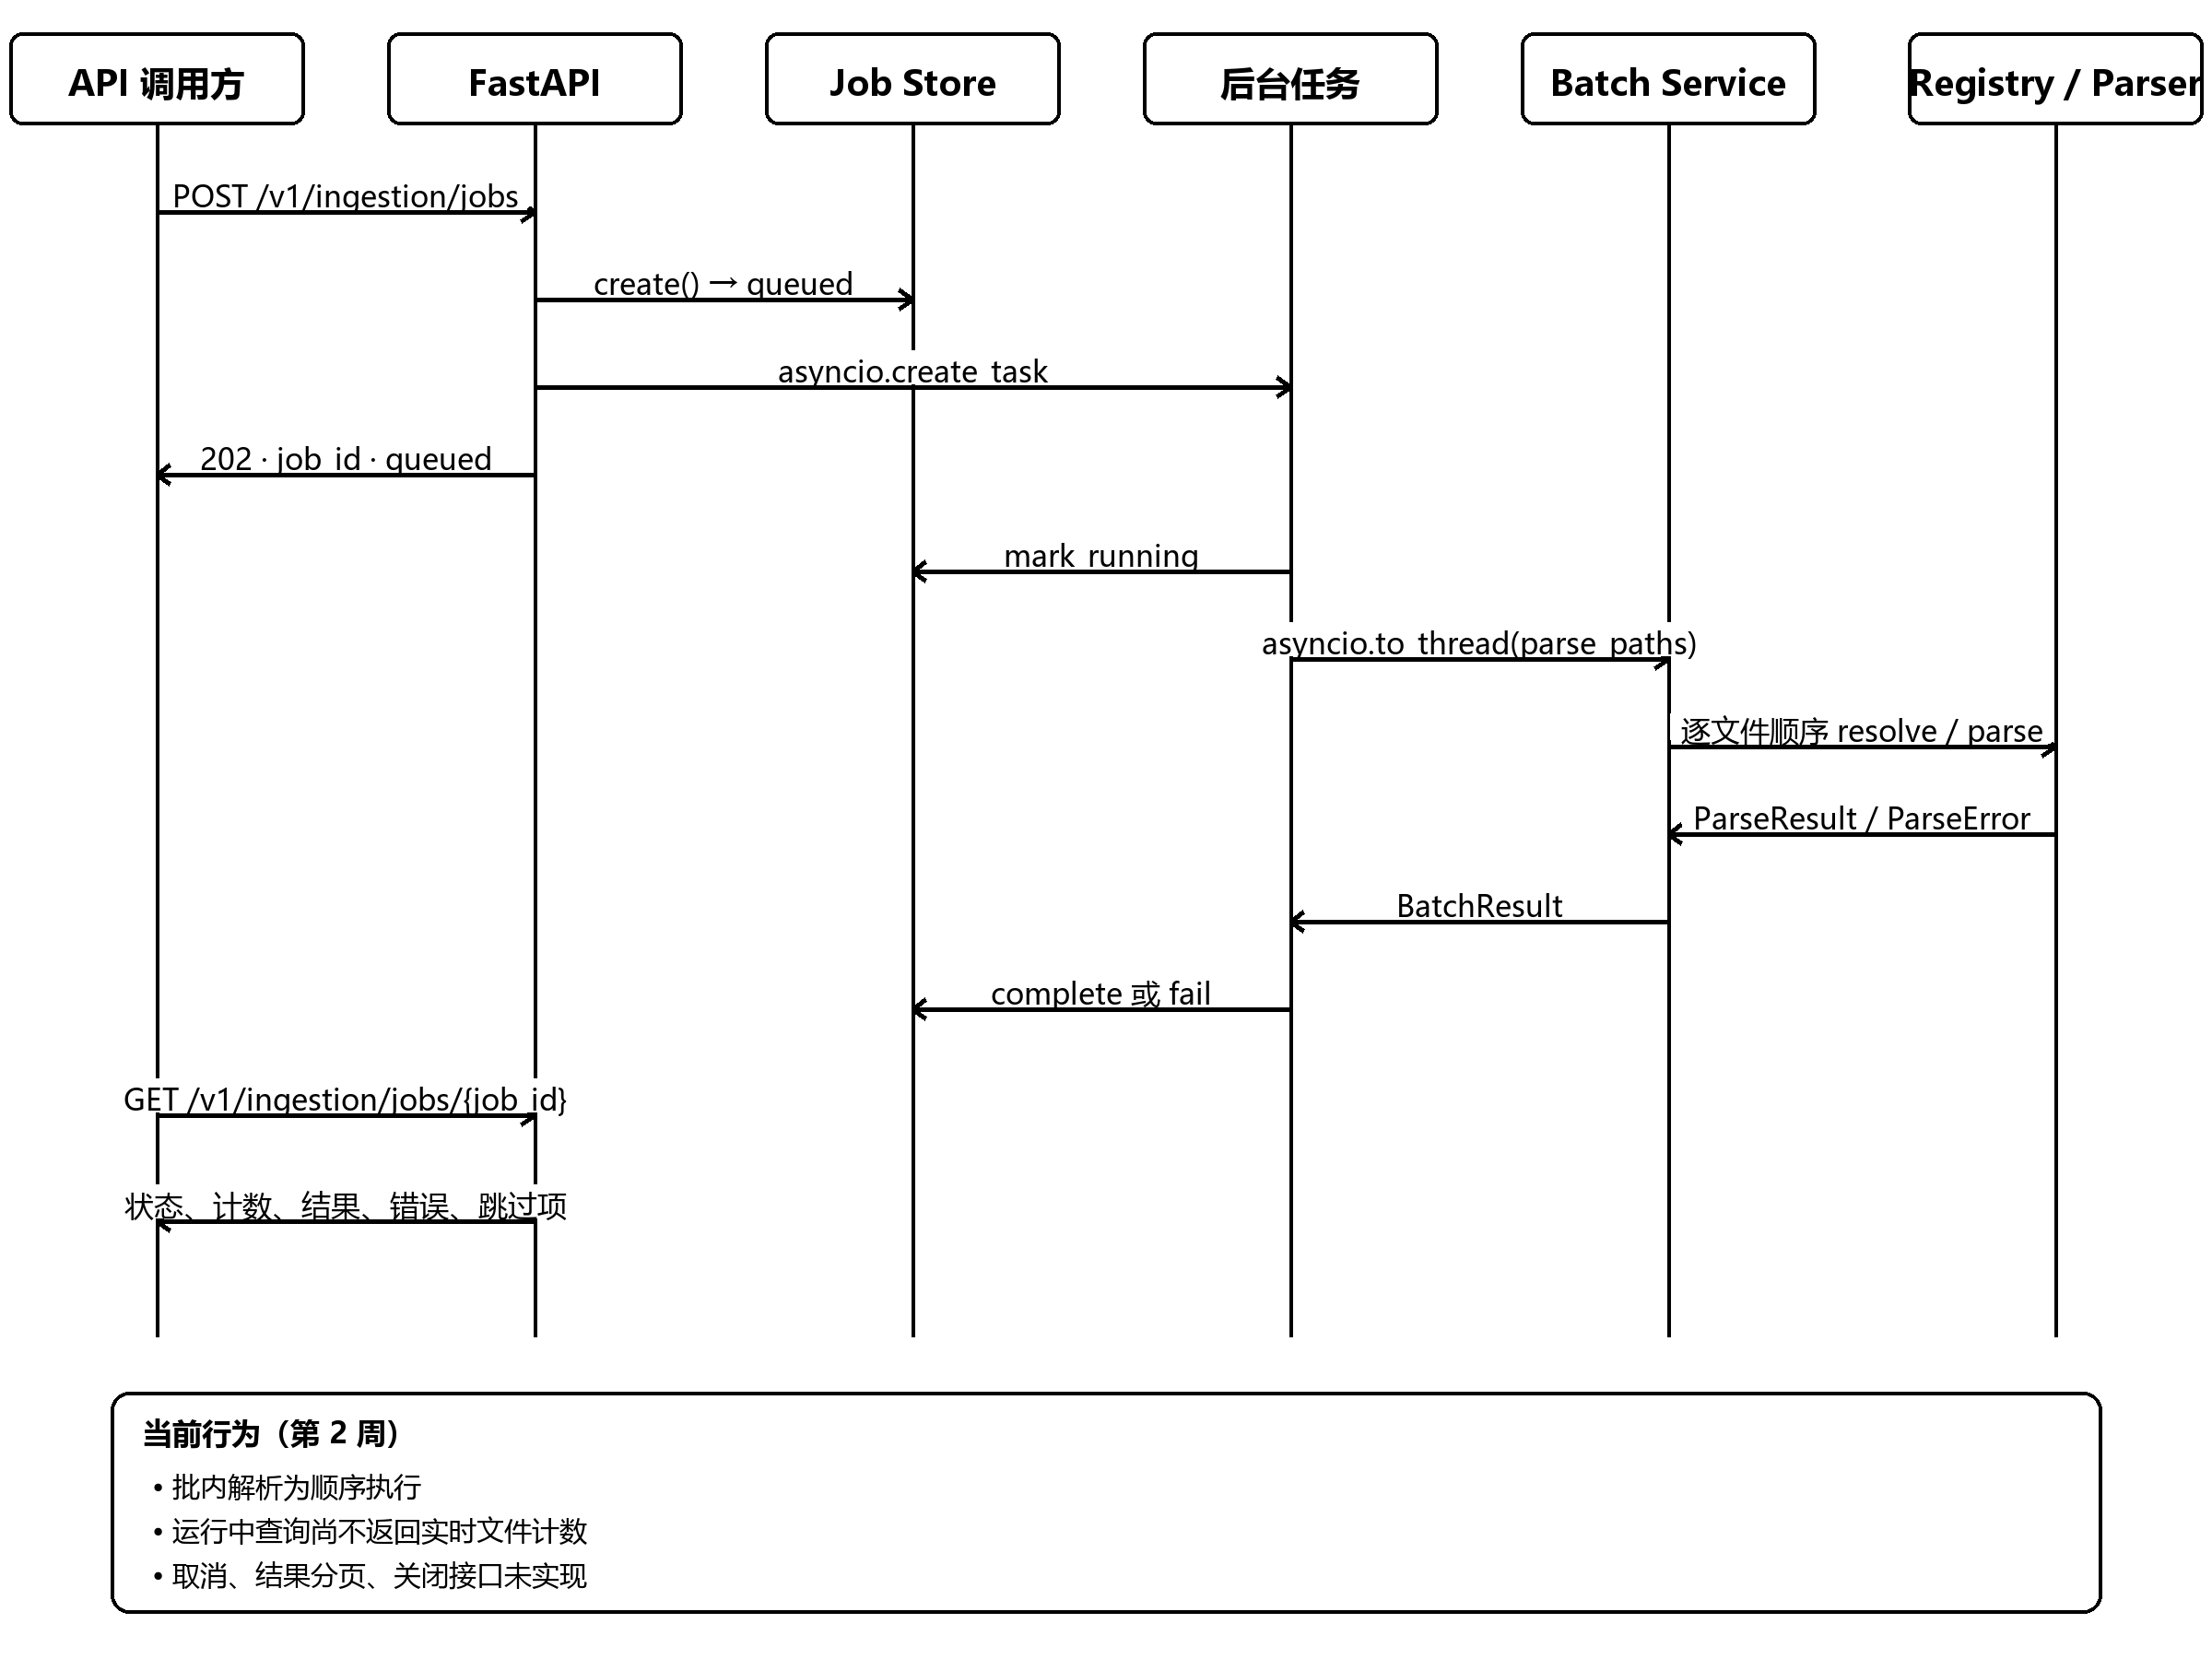 API 调用方
FastAPI
Job Store
后台任务
Batch Service
Registry / Parser
POST /v1/ingestion/jobs
create() → queued
asyncio.create_task
202 · job_id · queued
mark_running
asyncio.to_thread(parse_paths)
逐文件顺序 resolve / parse
ParseResult / ParseError
BatchResult
complete 或 fail
GET /v1/ingestion/jobs/{job_id}
状态、计数、结果、错误、跳过项
当前行为（第 2 周）
• 批内解析为顺序执行
• 运行中查询尚不返回实时文件计数
• 取消、结果分页、关闭接口未实现